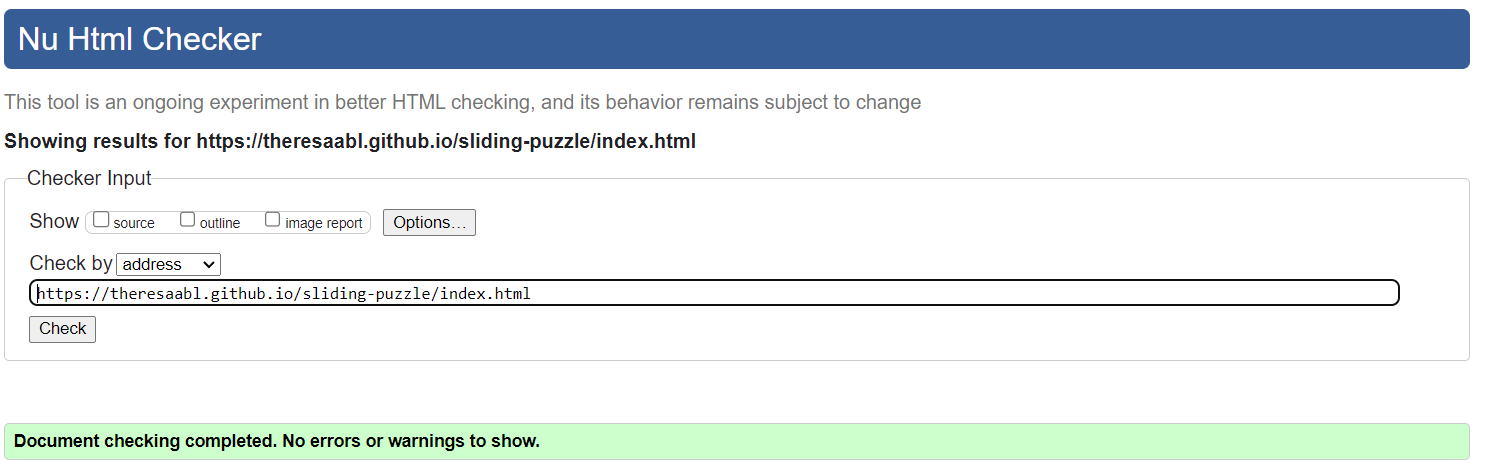 Nu Html Checker
This tool is an ongoing experiment in better HTML checking, and its behavior remains subject to change
Showing results for https://theresaabl.github.io/sliding-puzzle/index.html
Checker Input
Show source outline image report Options...
Check by address
https://theresaabl.github.io/sliding-puzzle/index.html
Check
Document checking completed. No errors or warnings to show.